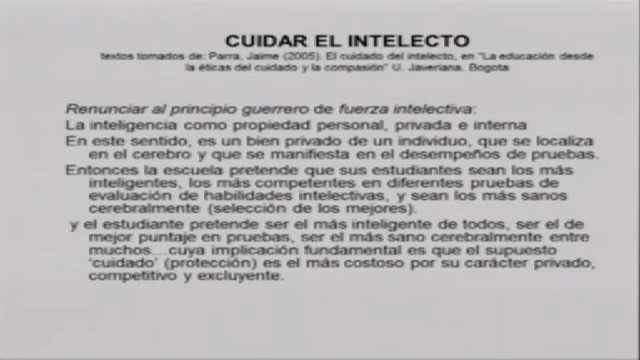 CUIDAR EL INTELECTO
textos tomados de: Parra, Jaime (2005). El cuidado del intelecto, en "La educación desde
la éticas del cuidado y la compasión" U. Javeriana. Bogota
Renunciar al principio guerrero de fuerza intelectiva:
La inteligencia como propiedad personal, privada e interna
En este sentido, es un bien privado de un individuo, que se localiza
en el cerebro y que se manifiesta en el desempeños de pruebas.
Entonces la escuela pretende que sus estudiantes sean los más
inteligentes, los más competentes en diferentes pruebas de
evaluación de habilidades intelectivas, y sean los más sanos
cerebralmente (selección de los mejores).
y el estudiante pretende ser el más inteligente de todos, ser el de
mejor puntaje en pruebas, ser el más sano cerebralmente entre
muchos....cuya implicación fundamental es que el supuesto
'cuidado' (protección) es el más costoso por su carácter privado,
competitivo y excluyente.